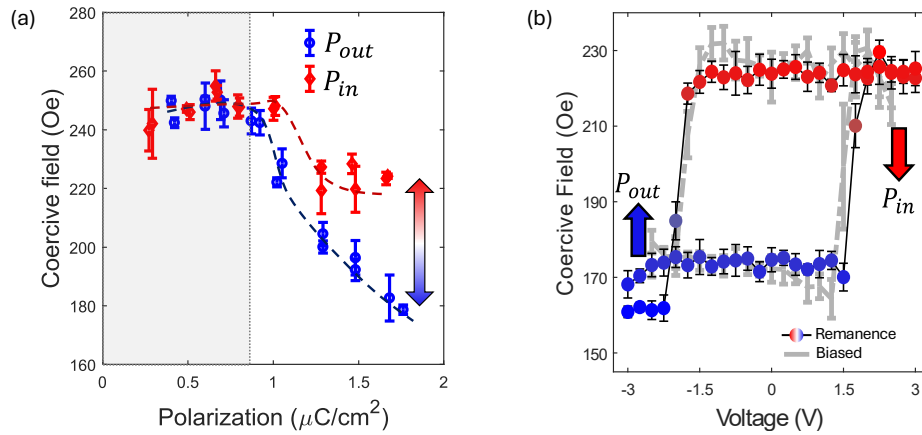 (a)
Coercive field (Oe)
280
260
240
220
200
180
160
0
0.5
1
1.5
2
Polarization (μC/cm²)
P_out
P_in
(b)
Coercive Field (Oe)
230
210
190
170
150
-3
-1.5
0
1.5
3
Voltage (V)
P_out
P_in
Remanence
Biased